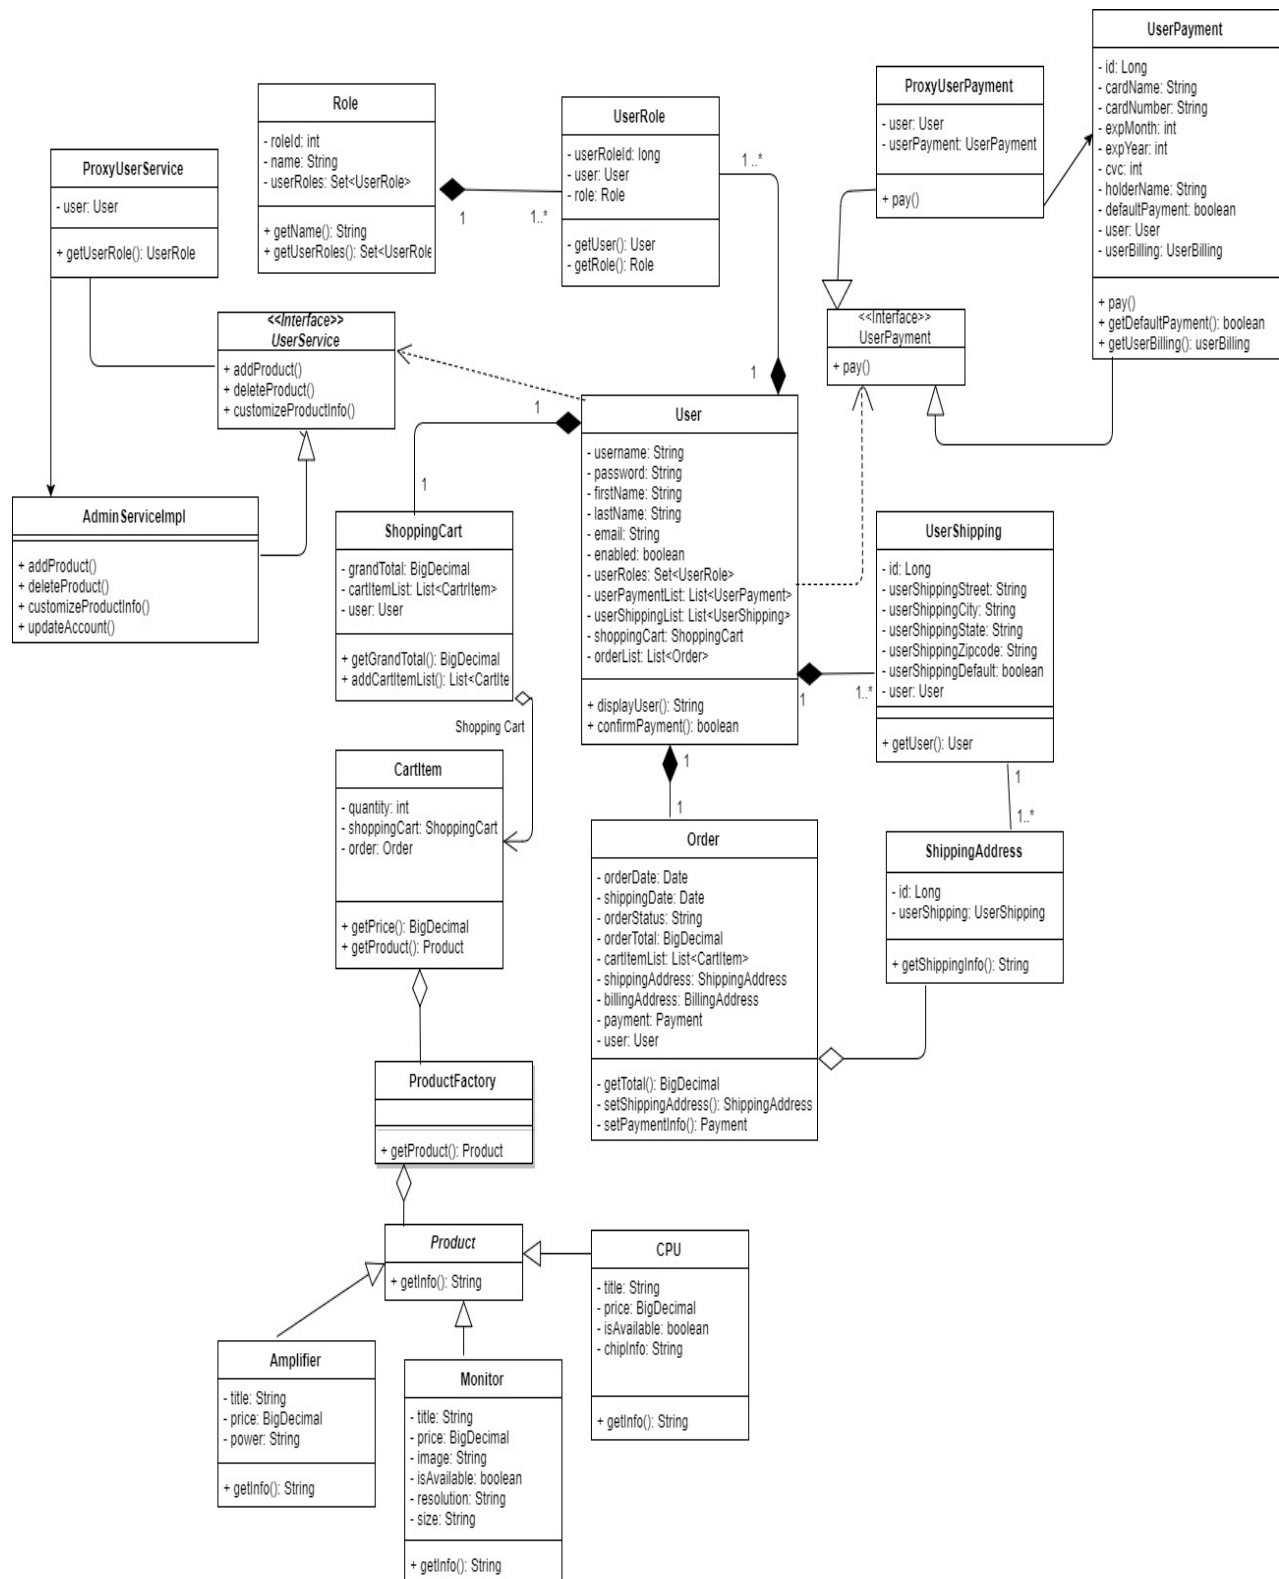 UserPayment
- id: Long
- cardName: String
- cardNumber: String
- expMonth: int
- expYear: int
- cvc: int
- holderName: String
- defaultPayment: boolean
- user: User
- userBilling: UserBilling
+ pay()
+ getDefaultPayment(): boolean
+ getUserBilling(): userBilling
ProxyUserPayment
- user: User
- userPayment: UserPayment
+ pay()
Role
- roleId: int
- name: String
- userRoles: Set<UserRole>
+ getName(): String
+ getUserRoles(): Set<UserRole
1
1..*
UserRole
- userRoleId: long
- user: User
- role: Role
- getUser(): User
- getRole(): Role
1..*
1
ProxyUserService
- user: User
+ getUserRole(): UserRole
<<Interface>>
UserService
+ addProduct()
+ deleteProduct()
+ customizeProductInfo()
<<Interface>>
UserPayment
+ pay()
AdminServiceImpl
+ addProduct()
+ deleteProduct()
+ customizeProductInfo()
+ updateAccount()
1
1
User
- username: String
- password: String
- firstName: String
- lastName: String
- email: String
- enabled: boolean
- userRoles: Set<UserRole>
- userPaymentList: List<UserPayment>
- userShippingList: List<UserShipping>
- shoppingCart: ShoppingCart
- orderList: List<Order>
+ displayUser(): String
+ confirmPayment(): boolean
ShoppingCart
- grandTotal: BigDecimal
- cartItemList: List<CartrItem>
- user: User
+ getGrandTotal(): BigDecimal
+ addCartItemList(): List<CartIte
Shopping Cart
UserShipping
- id: Long
- userShippingStreet: String
- userShippingCity: String
- userShippingState: String
- userShippingZipcode: String
- userShippingDefault: boolean
- user: User
+ getUser(): User
1
1..*
1
1..*
1
1
CartItem
- quantity: int
- shoppingCart: ShoppingCart
- order: Order
+ getPrice(): BigDecimal
+ getProduct(): Product
Order
- orderDate: Date
- shippingDate: Date
- orderStatus: String
- orderTotal: BigDecimal
- cartItemList: List<CartItem>
- shippingAddress: ShippingAddress
- billingAddress: BillingAddress
- payment: Payment
- user: User
- getTotal(): BigDecimal
- setShippingAddress(): ShippingAddress
- setPaymentInfo(): Payment
ShippingAddress
- id: Long
- userShipping: UserShipping
+ getShippingInfo(): String
ProductFactory
+ getProduct(): Product
Product
+ getInfo(): String
CPU
- title: String
- price: BigDecimal
- isAvailable: boolean
- chipInfo: String
+ getInfo(): String
Amplifier
- title: String
- price: BigDecimal
- power: String
+ getInfo(): String
Monitor
- title: String
- price: BigDecimal
- image: String
- isAvailable: boolean
- resolution: String
- size: String
+ getInfo(): String